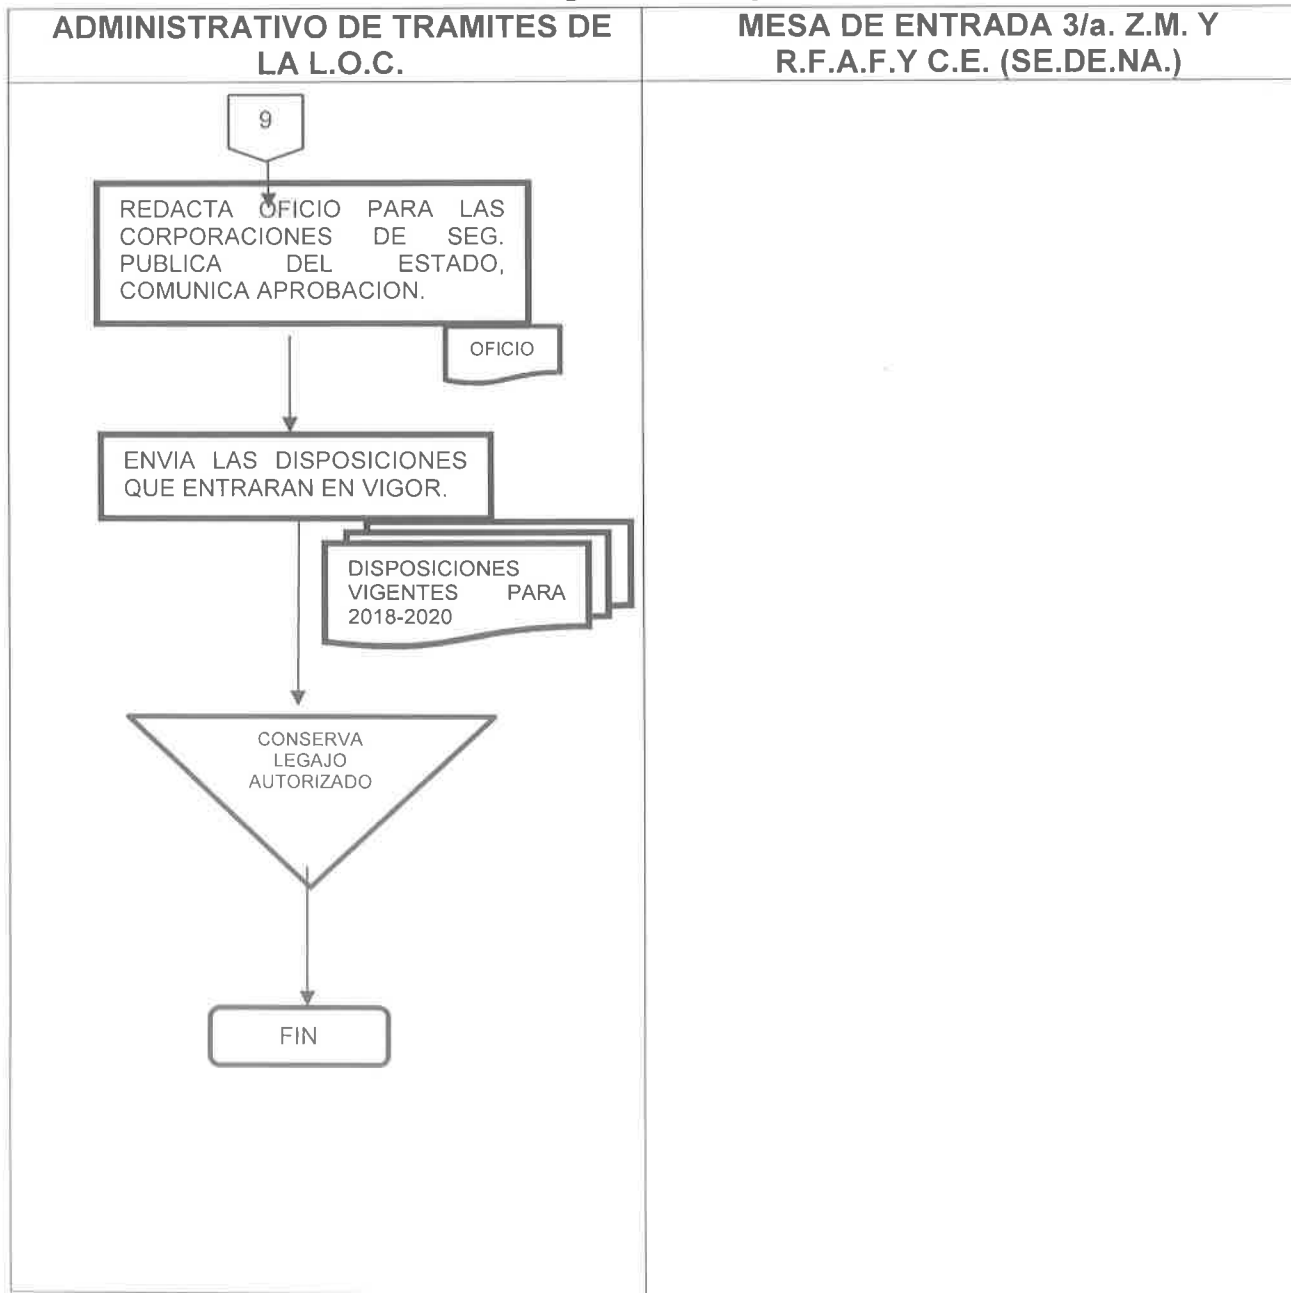 ADMINISTRATIVO DE TRAMITES DE
LA L.O.C.
MESA DE ENTRADA 3/a. Z.M. Y
R.F.A.F.Y C.E. (SE.DE.NA.)
9
REDACTA OFICIO PARA LAS
CORPORACIONES DE SEG.
PUBLICA DEL ESTADO,
COMUNICA APROBACION.
OFICIO
ENVIA LAS DISPOSICIONES
QUE ENTRARAN EN VIGOR.
DISPOSICIONES
VIGENTES PARA
2018-2020
CONSERVA
LEGAJO
AUTORIZADO
FIN